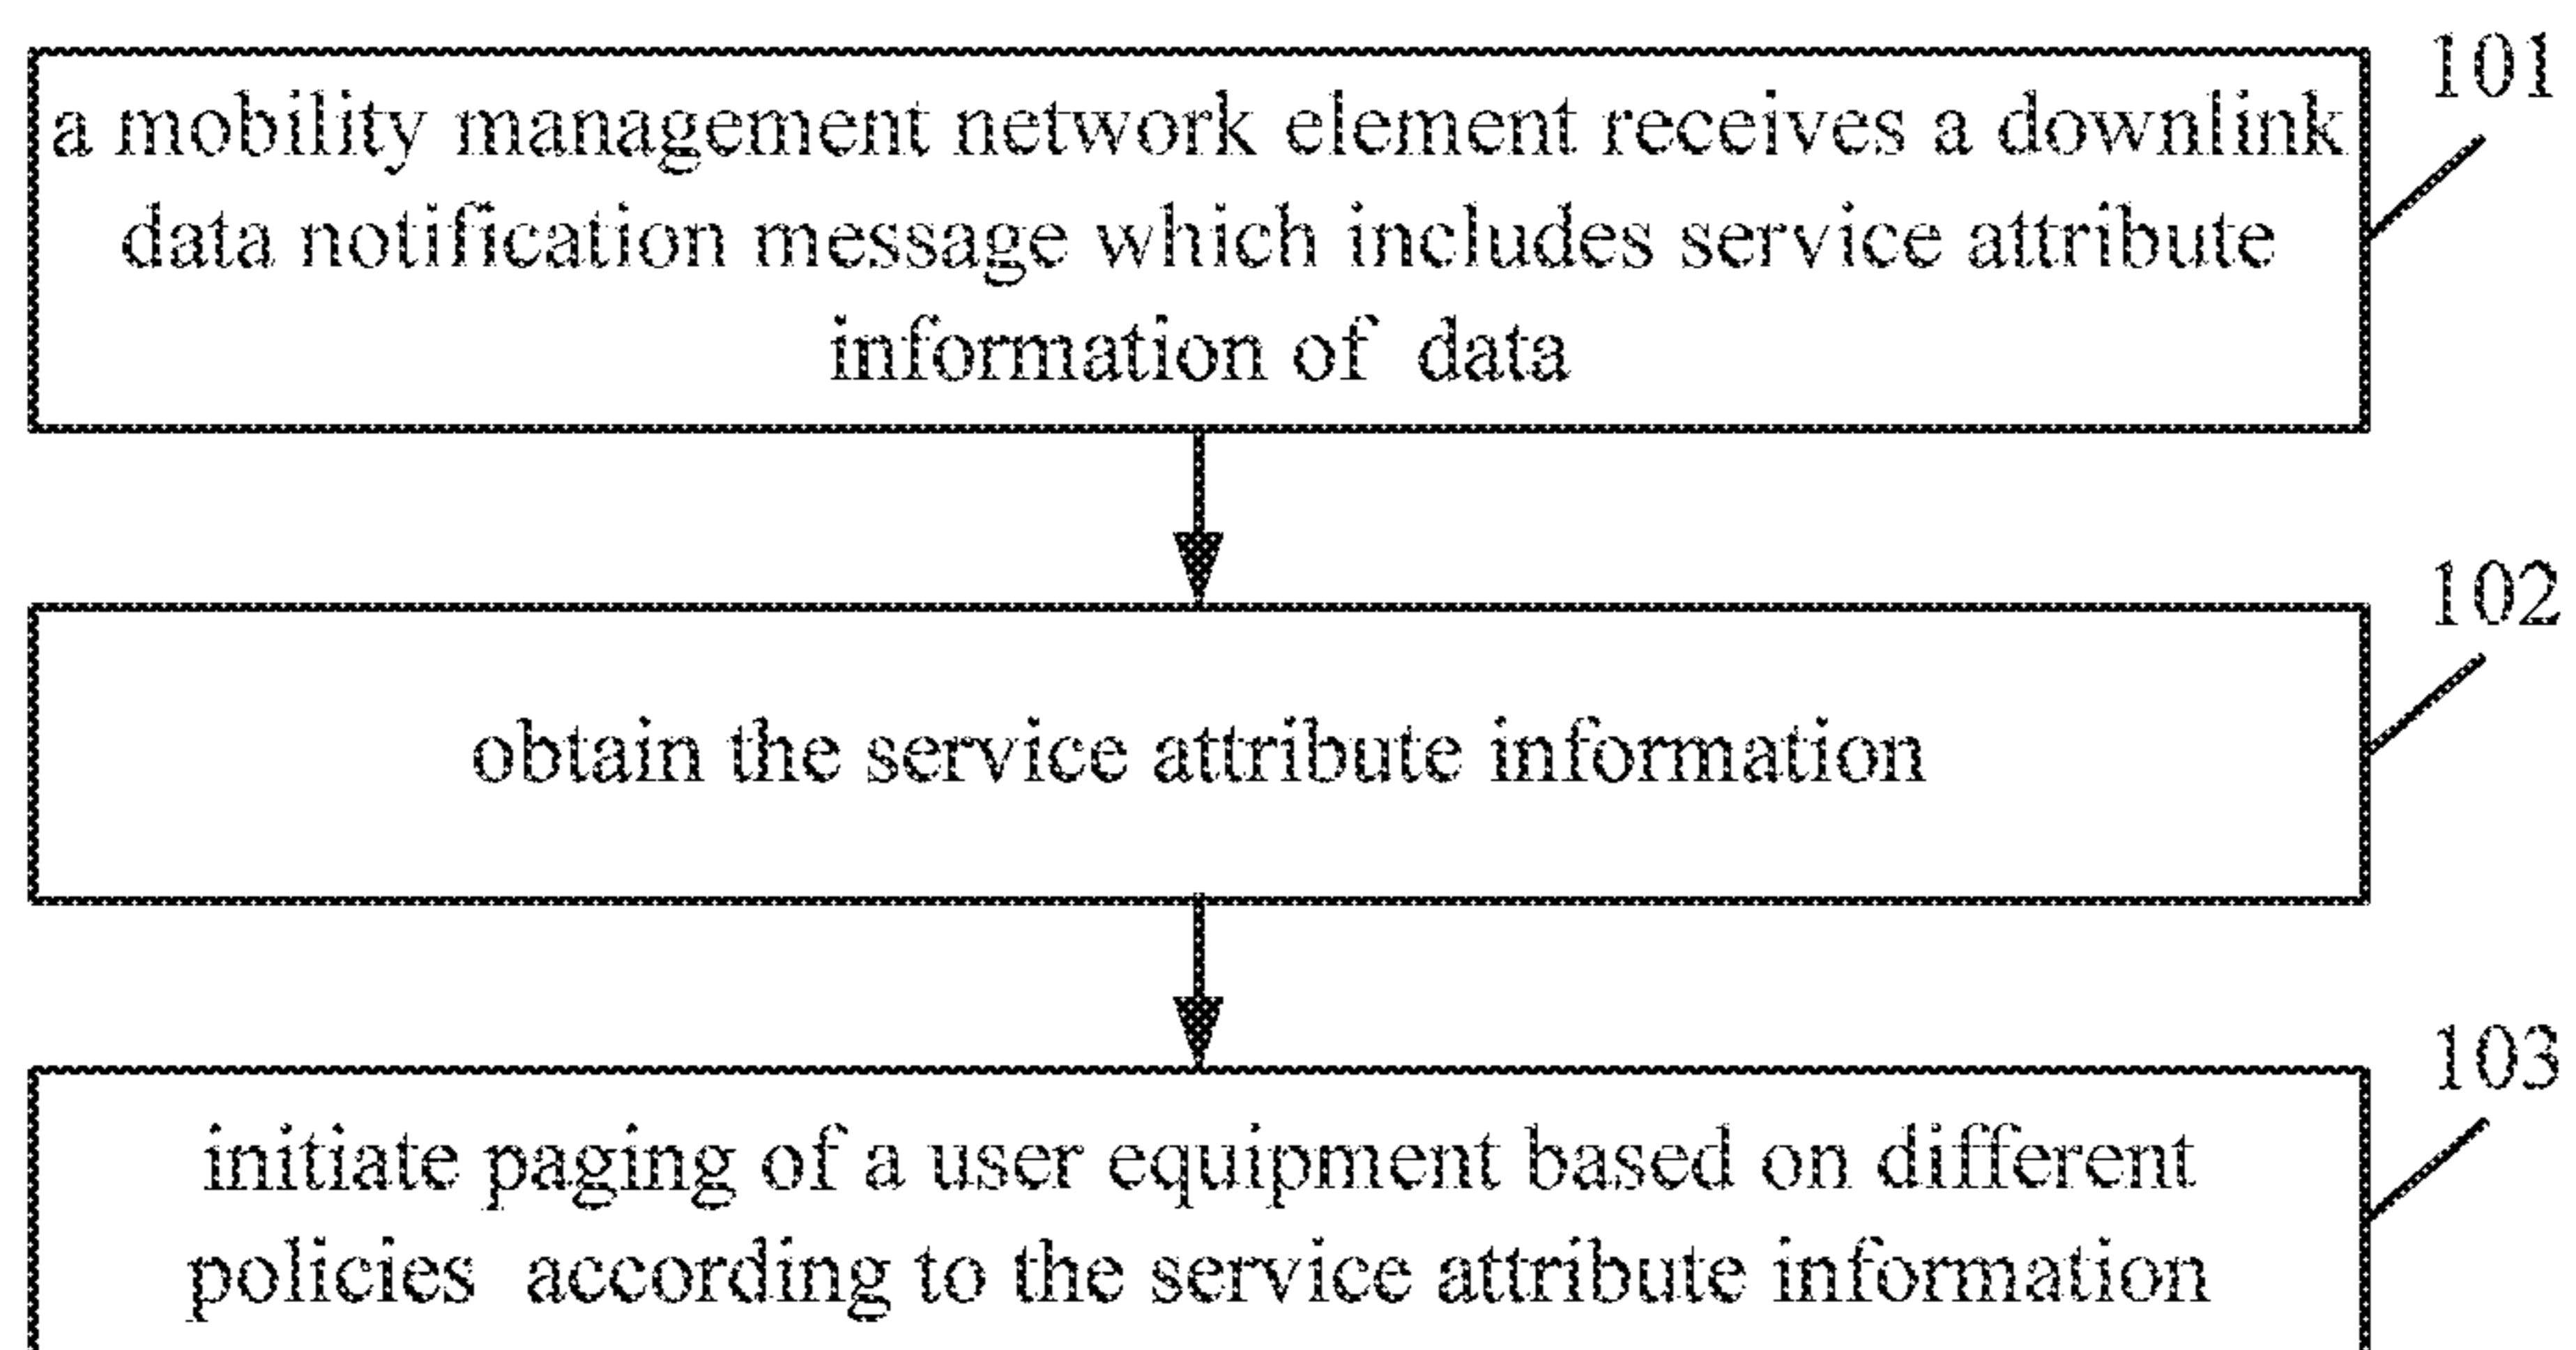 101
a mobility management network element receives a downlink
data notification message which includes service attribute
information of data
102
obtain the service attribute information
103
initiate paging of a user equipment based on different
policies according to the service attribute information